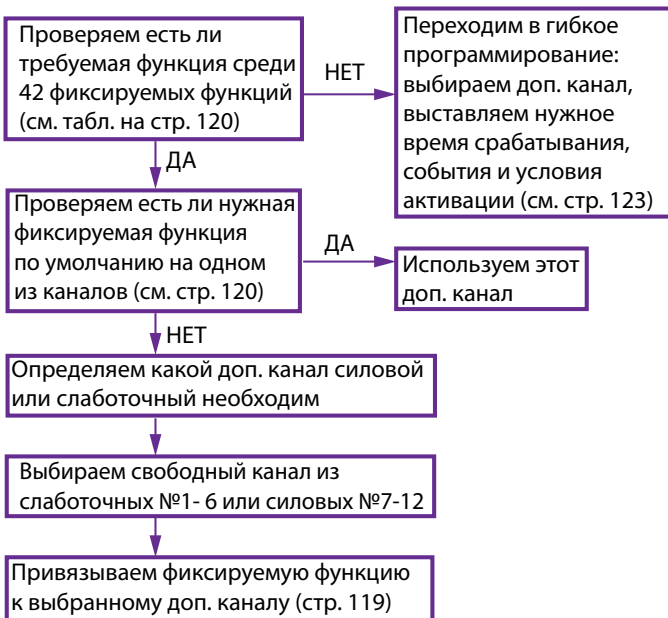 Проверяем есть ли
требуемая функция среди
42 фиксируемых функций
(см. табл. на стр. 120)
НЕТ
Переходим в гибкое
программирование:
выбираем доп. канал,
выставляем нужное
время срабатывания,
события и условия
активации (см. стр. 123)
ДА
Проверяем есть ли нужная
фиксируемая функция
по умолчанию на одном
из каналов (см. стр. 120)
ДА
Используем этот
доп. канал
НЕТ
Определяем какой доп. канал силовой
или слаботочный необходим
Выбираем свободный канал из
слаботочных №1- 6 или силовых №7-12
Привязываем фиксируемую функцию
к выбранному доп. каналу (стр. 119)